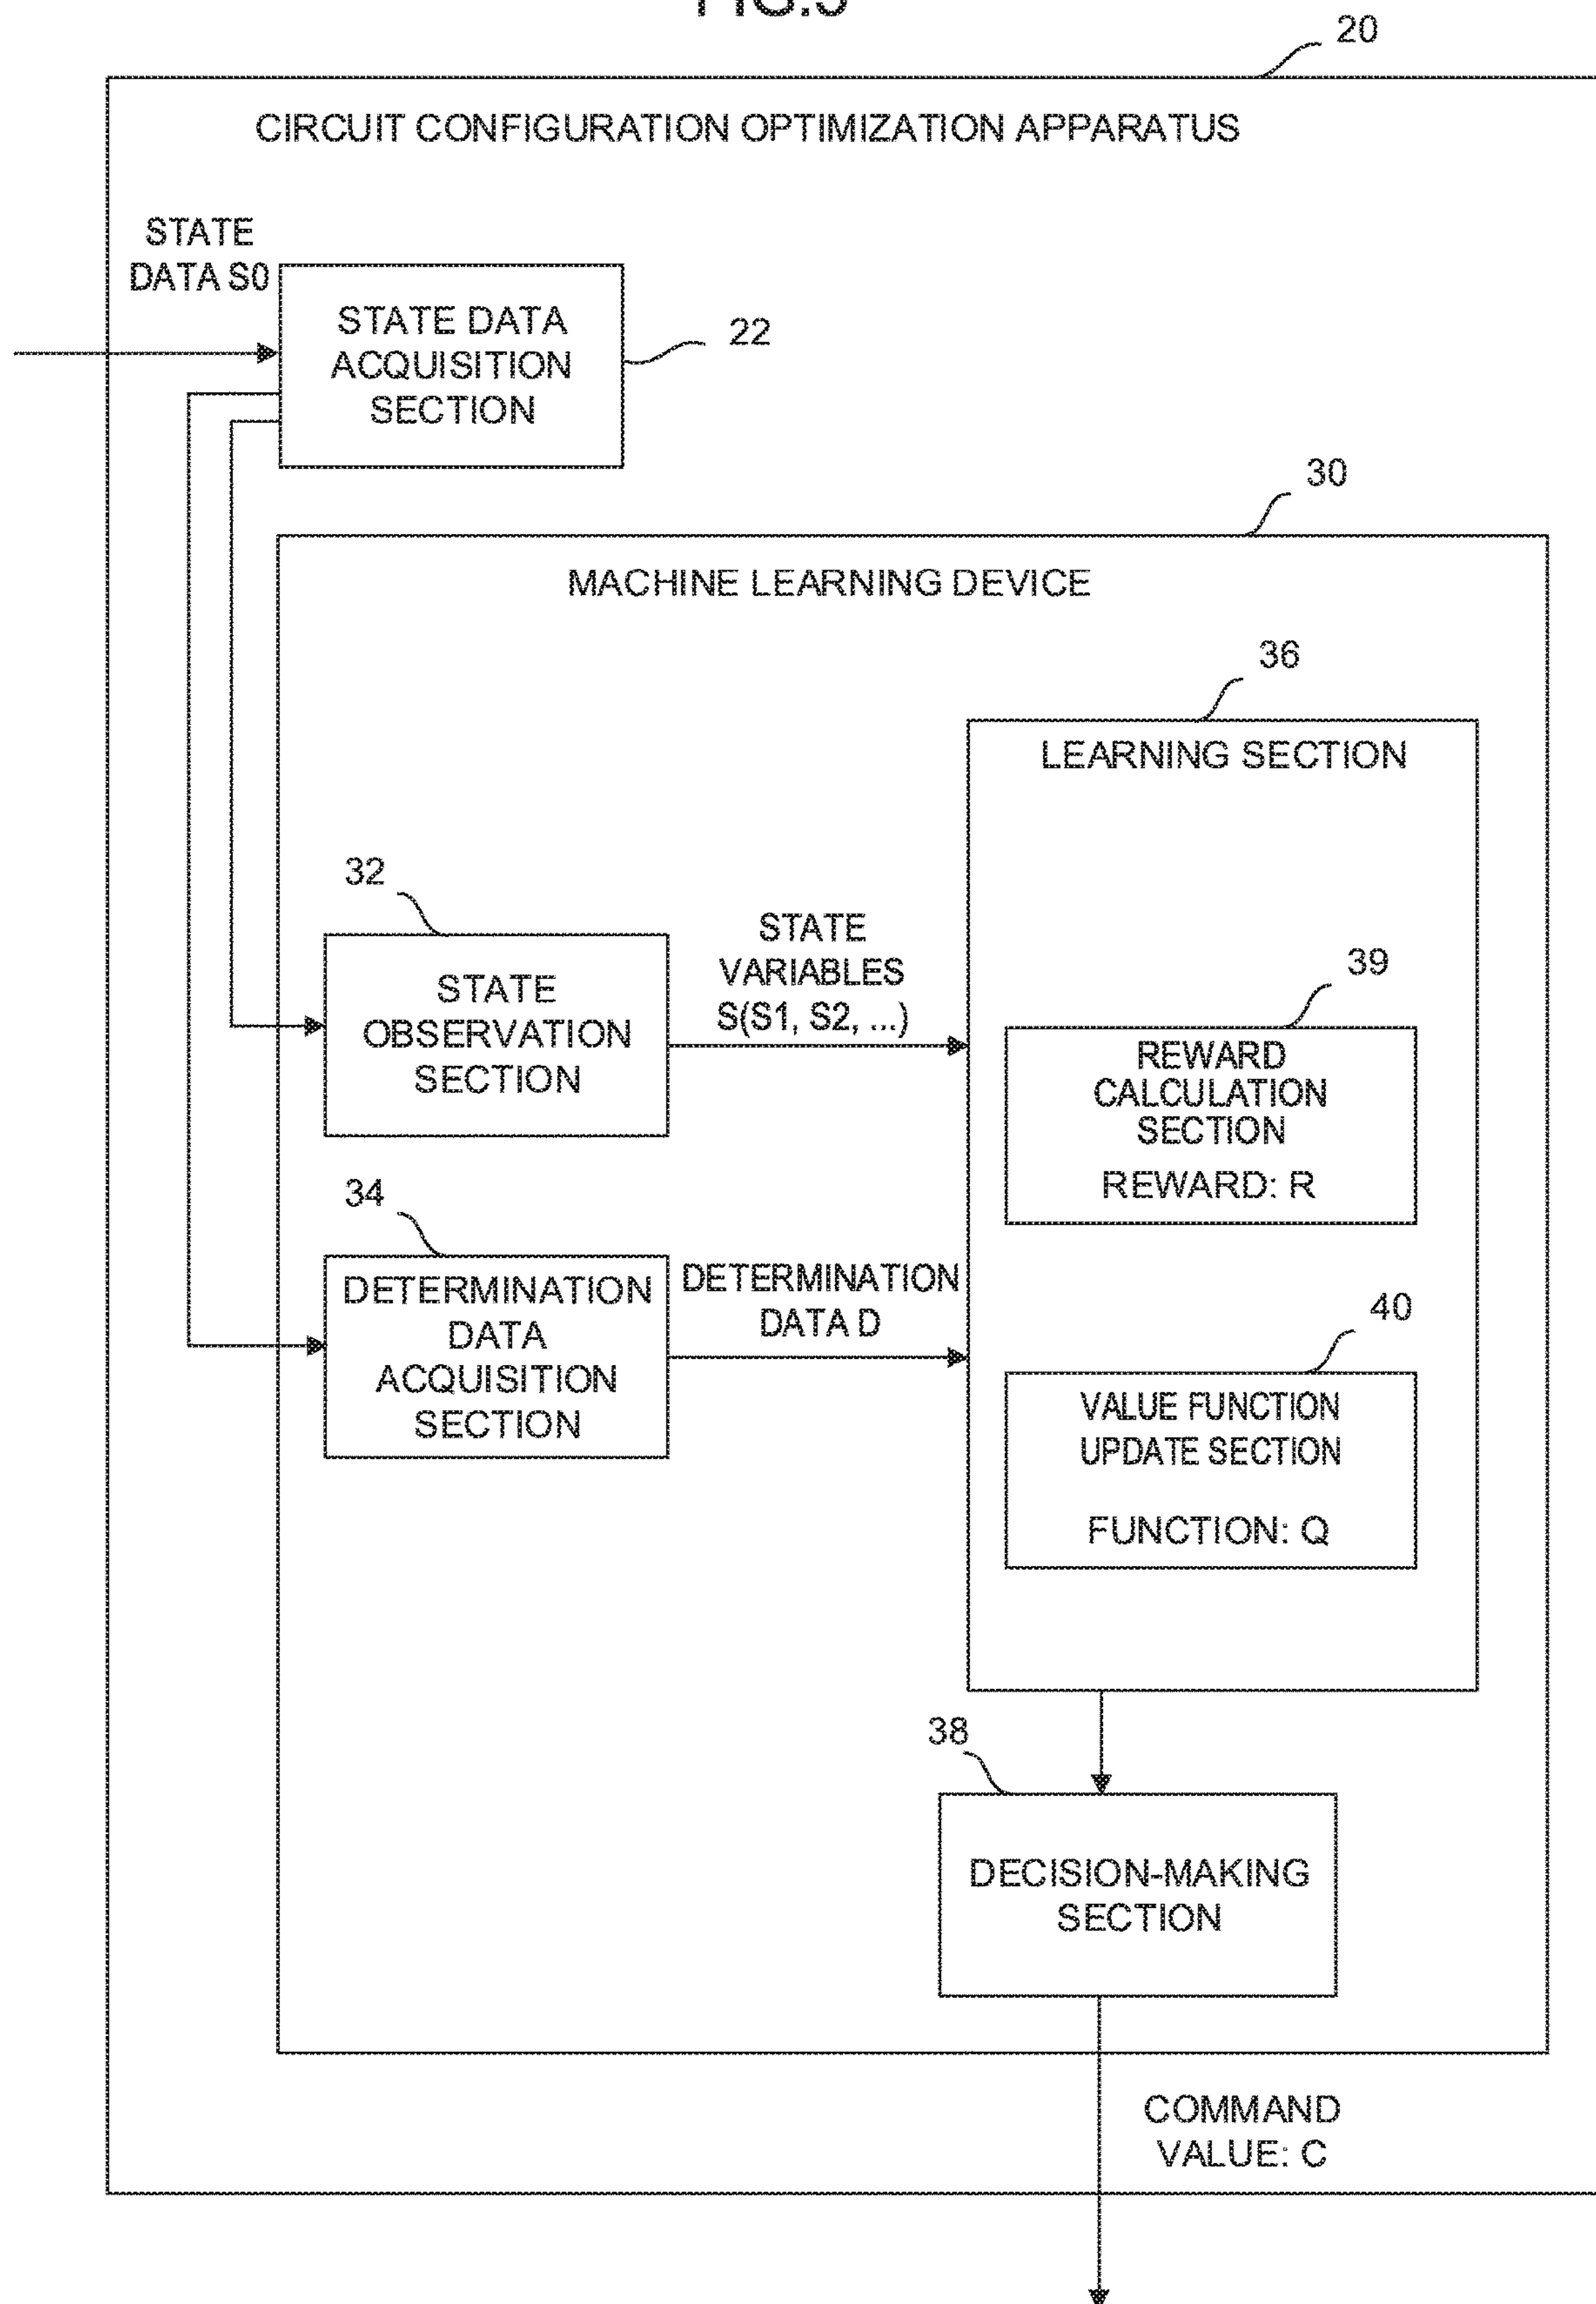 20
CIRCUIT CONFIGURATION OPTIMIZATION APPARATUS
STATE
DATA S0
STATE DATA
ACQUISITION
SECTION
22
30
MACHINE LEARNING DEVICE
36
LEARNING SECTION
32
STATE
OBSERVATION
SECTION
STATE
VARIABLES
S(S1, S2, ...)
39
REWARD
CALCULATION
SECTION
REWARD: R
34
DETERMINATION
DATA
ACQUISITION
SECTION
DETERMINATION
DATA D
40
VALUE FUNCTION
UPDATE SECTION
FUNCTION: Q
38
DECISION-MAKING
SECTION
COMMAND
VALUE: C